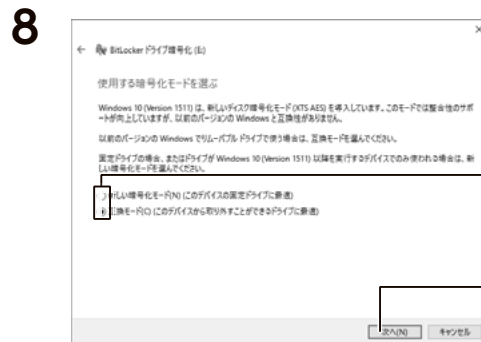 8
BitLocker ドライブ暗号化 (E:)
使用する暗号化モードを選ぶ
Windows 10 (Version 1511) は、新しいディスク暗号化モード (XTS-AES) を導入しています。このモードでは整合性のサポ
ートが向上していますが、以前のバージョンの Windows と互換性がありません。
以前のバージョンの Windows でリムーバブル ドライブで使う場合は、互換モードを選んでください。
固定ドライブの場合、またはドライブが Windows 10 (Version 1511) 以降を実行するデバイスでのみ使われる場合は、新
しい暗号化モードを選んでください。
新しい暗号化モード(N) (このデバイスの固定ドライブに最適)
互換モード(C) (このデバイスから取り外すことができるドライブに最適)
次へ(N) キャンセル